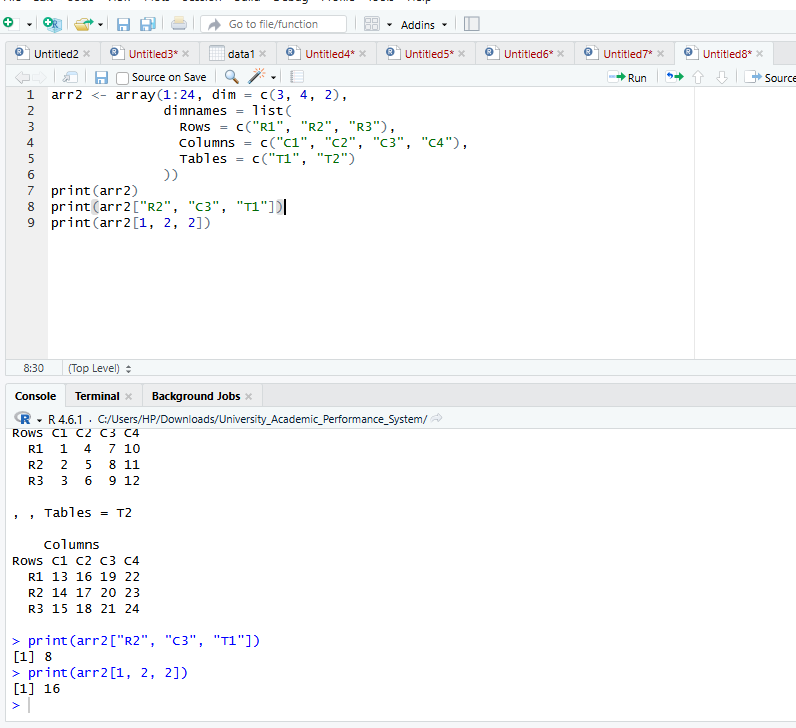 Go to file/function Addins
Untitled2 Untitled3* data1 Untitled4* Untitled5* Untitled6* Untitled7* Untitled8*
Source on Save Run Source
1 arr2 <- array(1:24, dim = c(3, 4, 2),
2 dimnames = list(
3 Rows = c("R1", "R2", "R3"),
4 Columns = c("C1", "C2", "C3", "C4"),
5 Tables = c("T1", "T2")
6 ))
7 print(arr2)
8 print(arr2["R2", "C3", "T1"])
9 print(arr2[1, 2, 2])
8:30 (Top Level)
Console Terminal Background Jobs
R 4.6.1 · C:/Users/HP/Downloads/University_Academic_Performance_System/
Rows C1 C2 C3 C4
R1 1 4 7 10
R2 2 5 8 11
R3 3 6 9 12
, , Tables = T2
Columns
Rows C1 C2 C3 C4
R1 13 16 19 22
R2 14 17 20 23
R3 15 18 21 24
> print(arr2["R2", "C3", "T1"])
[1] 8
> print(arr2[1, 2, 2])
[1] 16
>